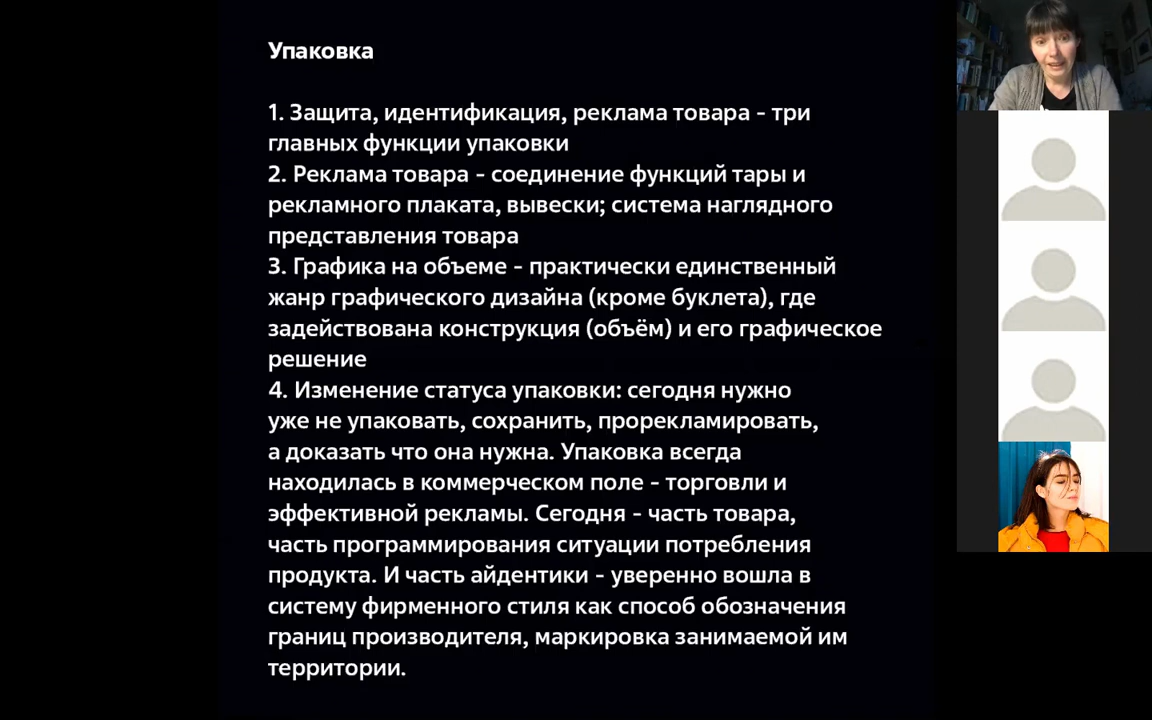 Упаковка
1. Защита, идентификация, реклама товара - три
главных функции упаковки
2. Реклама товара - соединение функций тары и
рекламного плаката, вывески; система наглядного
представления товара
3. Графика на объеме - практически единственный
жанр графического дизайна (кроме буклета), где
задействована конструкция (объём) и его графическое
решение
4. Изменение статуса упаковки: сегодня нужно
уже не упаковать, сохранить, прорекламировать,
а доказать что она нужна. Упаковка всегда
находилась в коммерческом поле - торговли и
эффективной рекламы. Сегодня - часть товара,
часть программирования ситуации потребления
продукта. И часть айдентики - уверенно вошла в
систему фирменного стиля как способ обозначения
границ производителя, маркировка занимаемой им
территории.